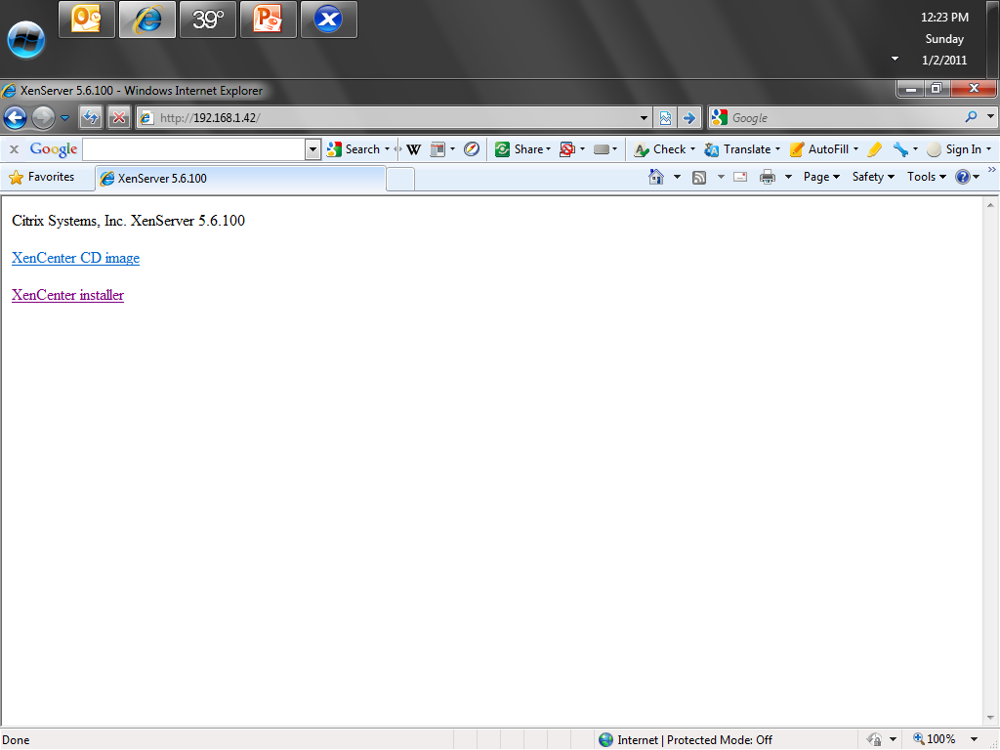 39°
12:23 PM
Sunday
1/2/2011
XenServer 5.6.100 - Windows Internet Explorer
http://192.168.1.42/
Google
x Google Search W Share Check Translate AutoFill Sign In
Favorites XenServer 5.6.100 Page Safety Tools
Citrix Systems, Inc. XenServer 5.6.100
XenCenter CD image
XenCenter installer
Done Internet | Protected Mode: Off 100%